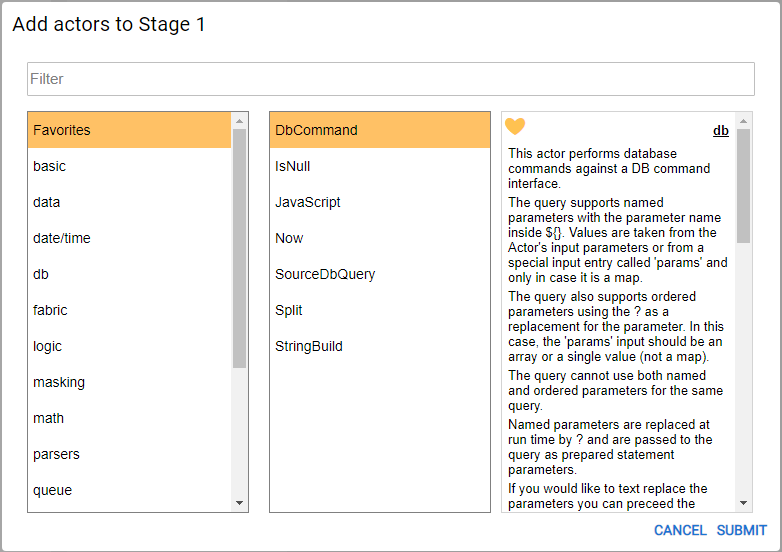 Add actors to Stage 1
Filter
Favorites
basic
data
date/time
db
fabric
logic
masking
math
parsers
queue
DbCommand
IsNull
JavaScript
Now
SourceDbQuery
Split
StringBuild
db
This actor performs database
commands against a DB command
interface.
The query supports named
parameters with the parameter name
inside ${}. Values are taken from the
Actor's input parameters or from a
special input entry called 'params' and
only in case it is a map.
The query also supports ordered
parameters using the ? as a
replacement for the parameter. In this
case, the 'params' input should be an
array or a single value (not a map).
The query cannot use both named
and ordered parameters for the same
query.
Named parameters are replaced at
run time by ? and are passed to the
query as prepared statement
parameters.
If you would like to text replace the
parameters you can preceed the
CANCEL SUBMIT